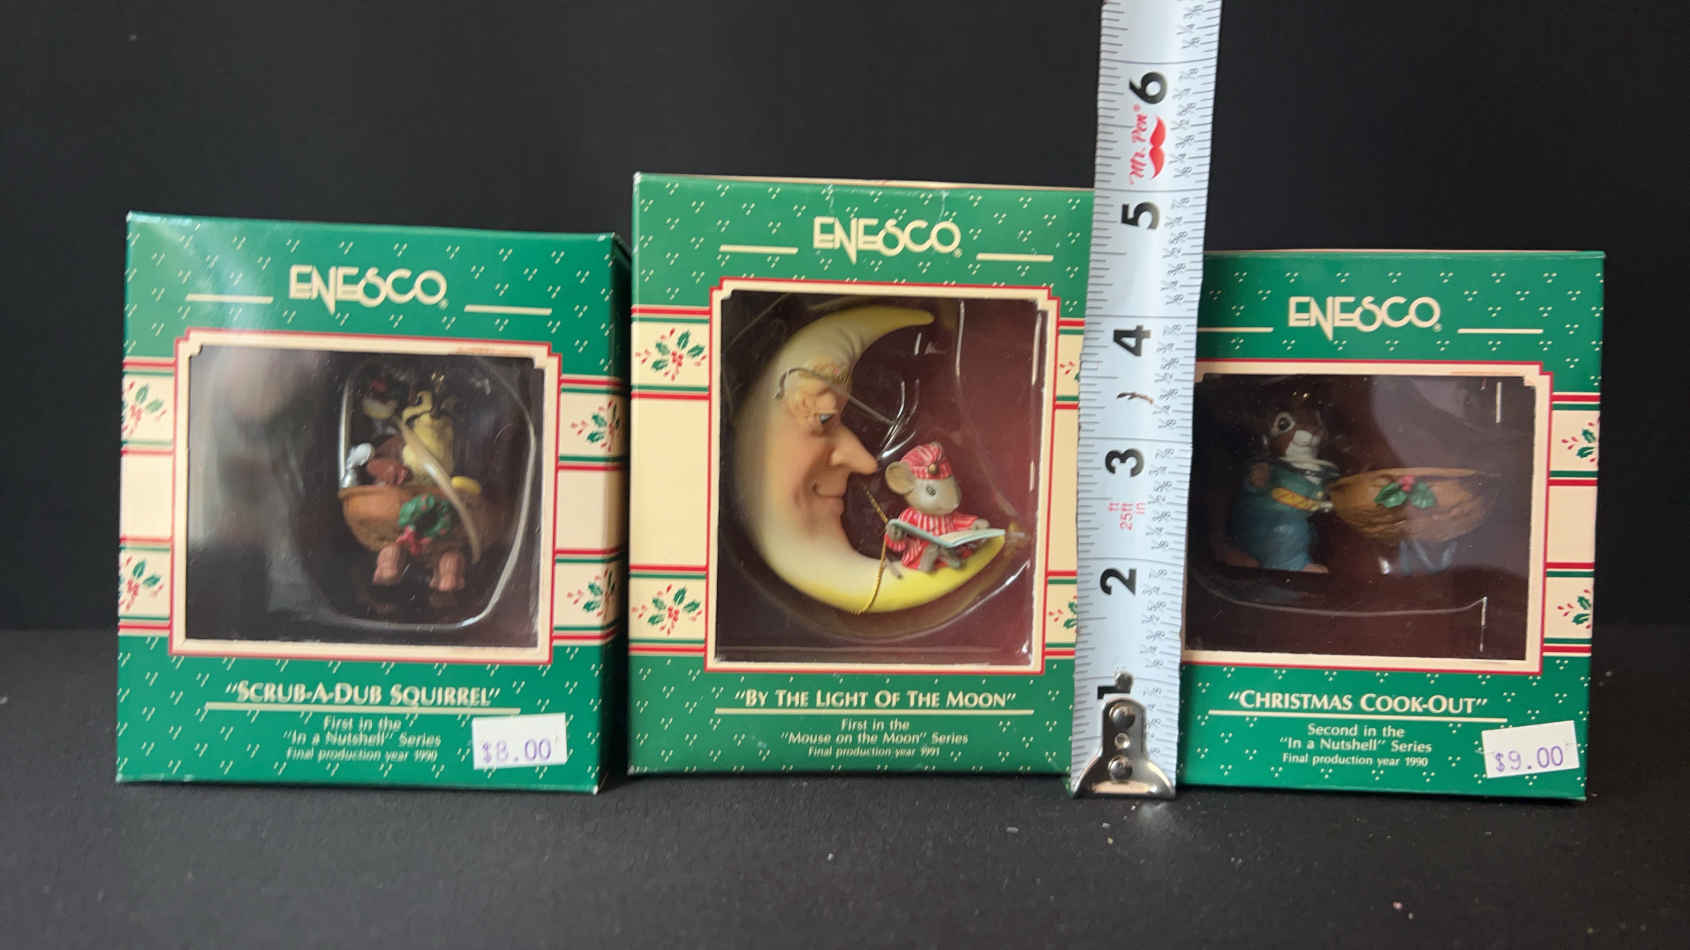 ENESCO®
"SCRUB-A-DUB SQUIRREL"
First in the
"In a Nutshell" Series
Final production year 1990
$8.00
ENESCO®
"BY THE LIGHT OF THE MOON"
First in the
"Mouse on the Moon" Series
Final production year 1991
6
Mr. Pen®
5
4
3
ft
25ft
in
2
1
ENESCO®
"CHRISTMAS COOK-OUT"
Second in the
"In a Nutshell" Series
Final production year 1990
$9.00